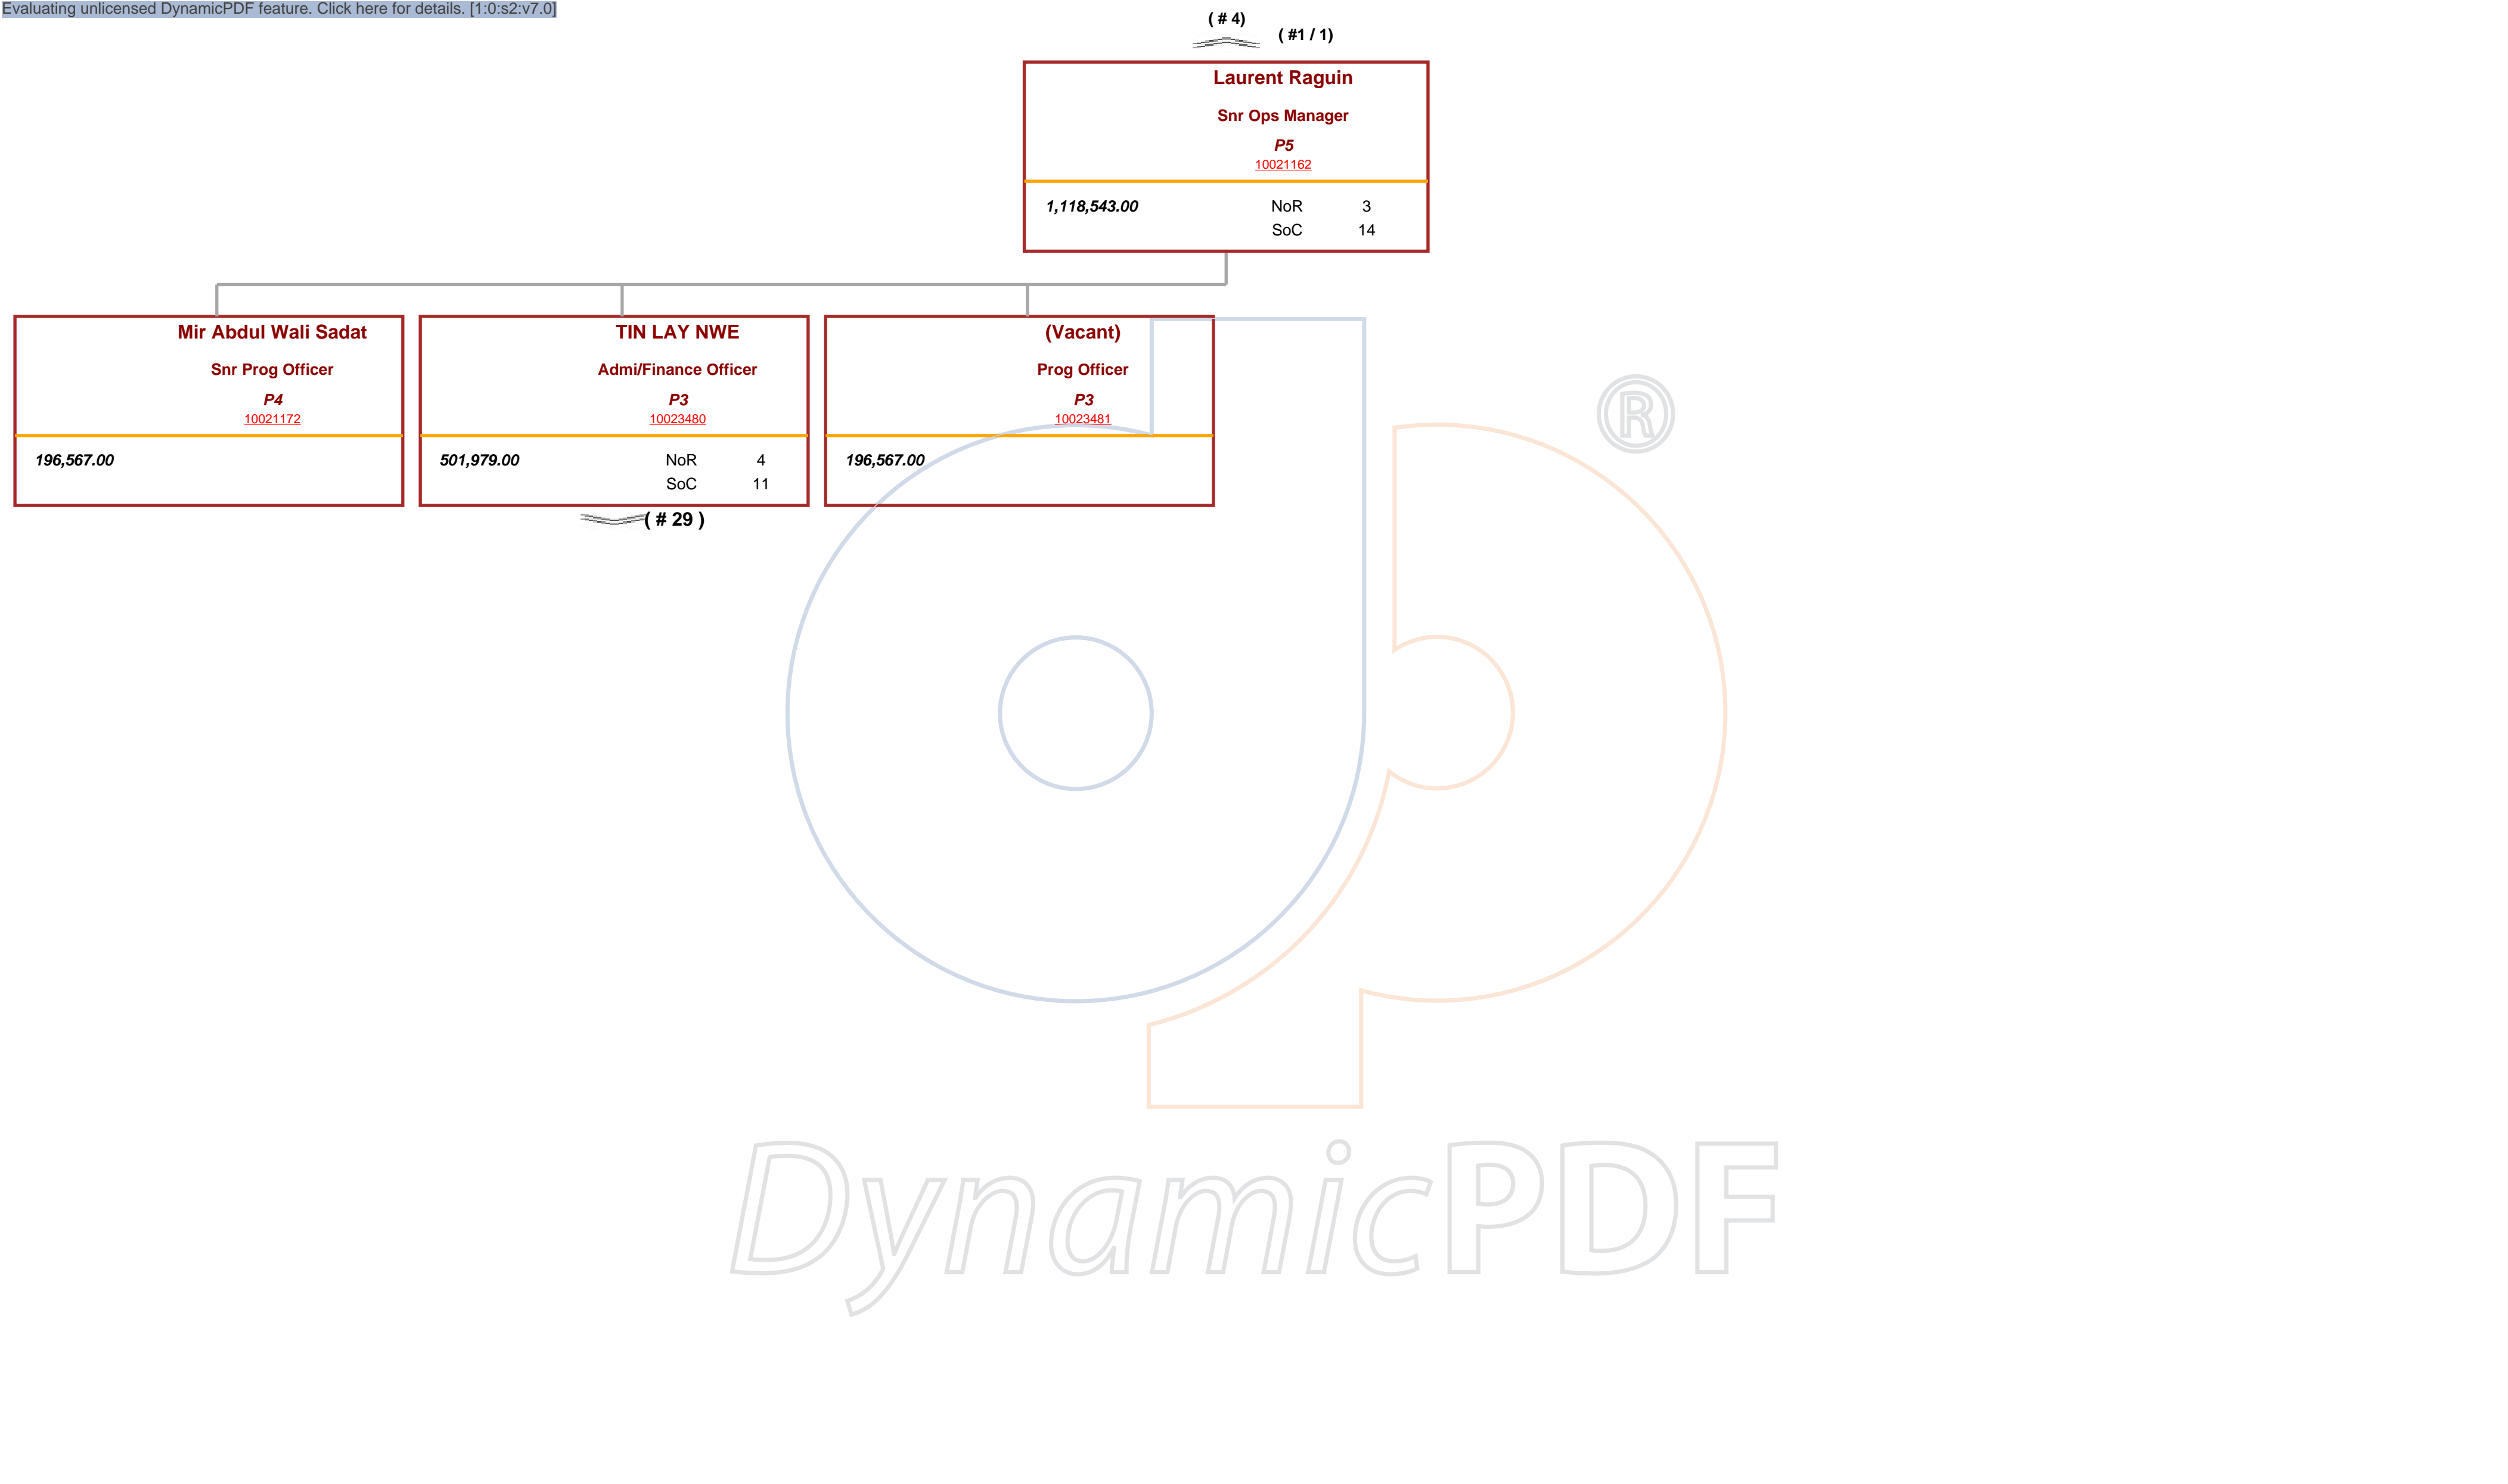 Evaluating unlicensed DynamicPDF feature. Click here for details. [1:0:s2:v7.0]
( # 4)
( #1 / 1)
Laurent Raguin
Snr Ops Manager
P5
10021162
1,118,543.00 NoR 3
SoC 14
Mir Abdul Wali Sadat
Snr Prog Officer
P4
10021172
196,567.00
TIN LAY NWE
Admi/Finance Officer
P3
10023480
501,979.00 NoR 4
SoC 11
( # 29 )
(Vacant)
Prog Officer
P3
10023481
196,567.00
®
DynamicPDF